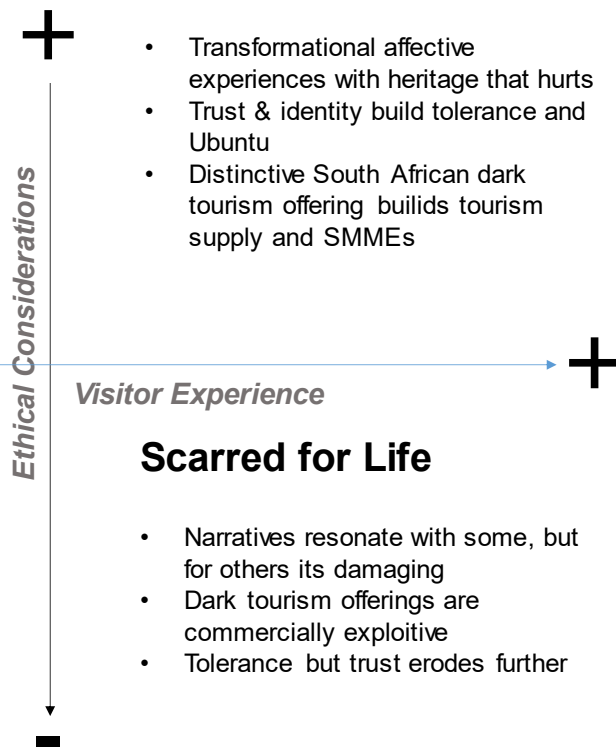 +
• Transformational affective
experiences with heritage that hurts
• Trust & identity build tolerance and
Ubuntu
• Distinctive South African dark
tourism offering builids tourism
supply and SMMEs
Ethical Considerations
+
Visitor Experience
Scarred for Life
• Narratives resonate with some, but
for others its damaging
• Dark tourism offerings are
commercially exploitive
• Tolerance but trust erodes further